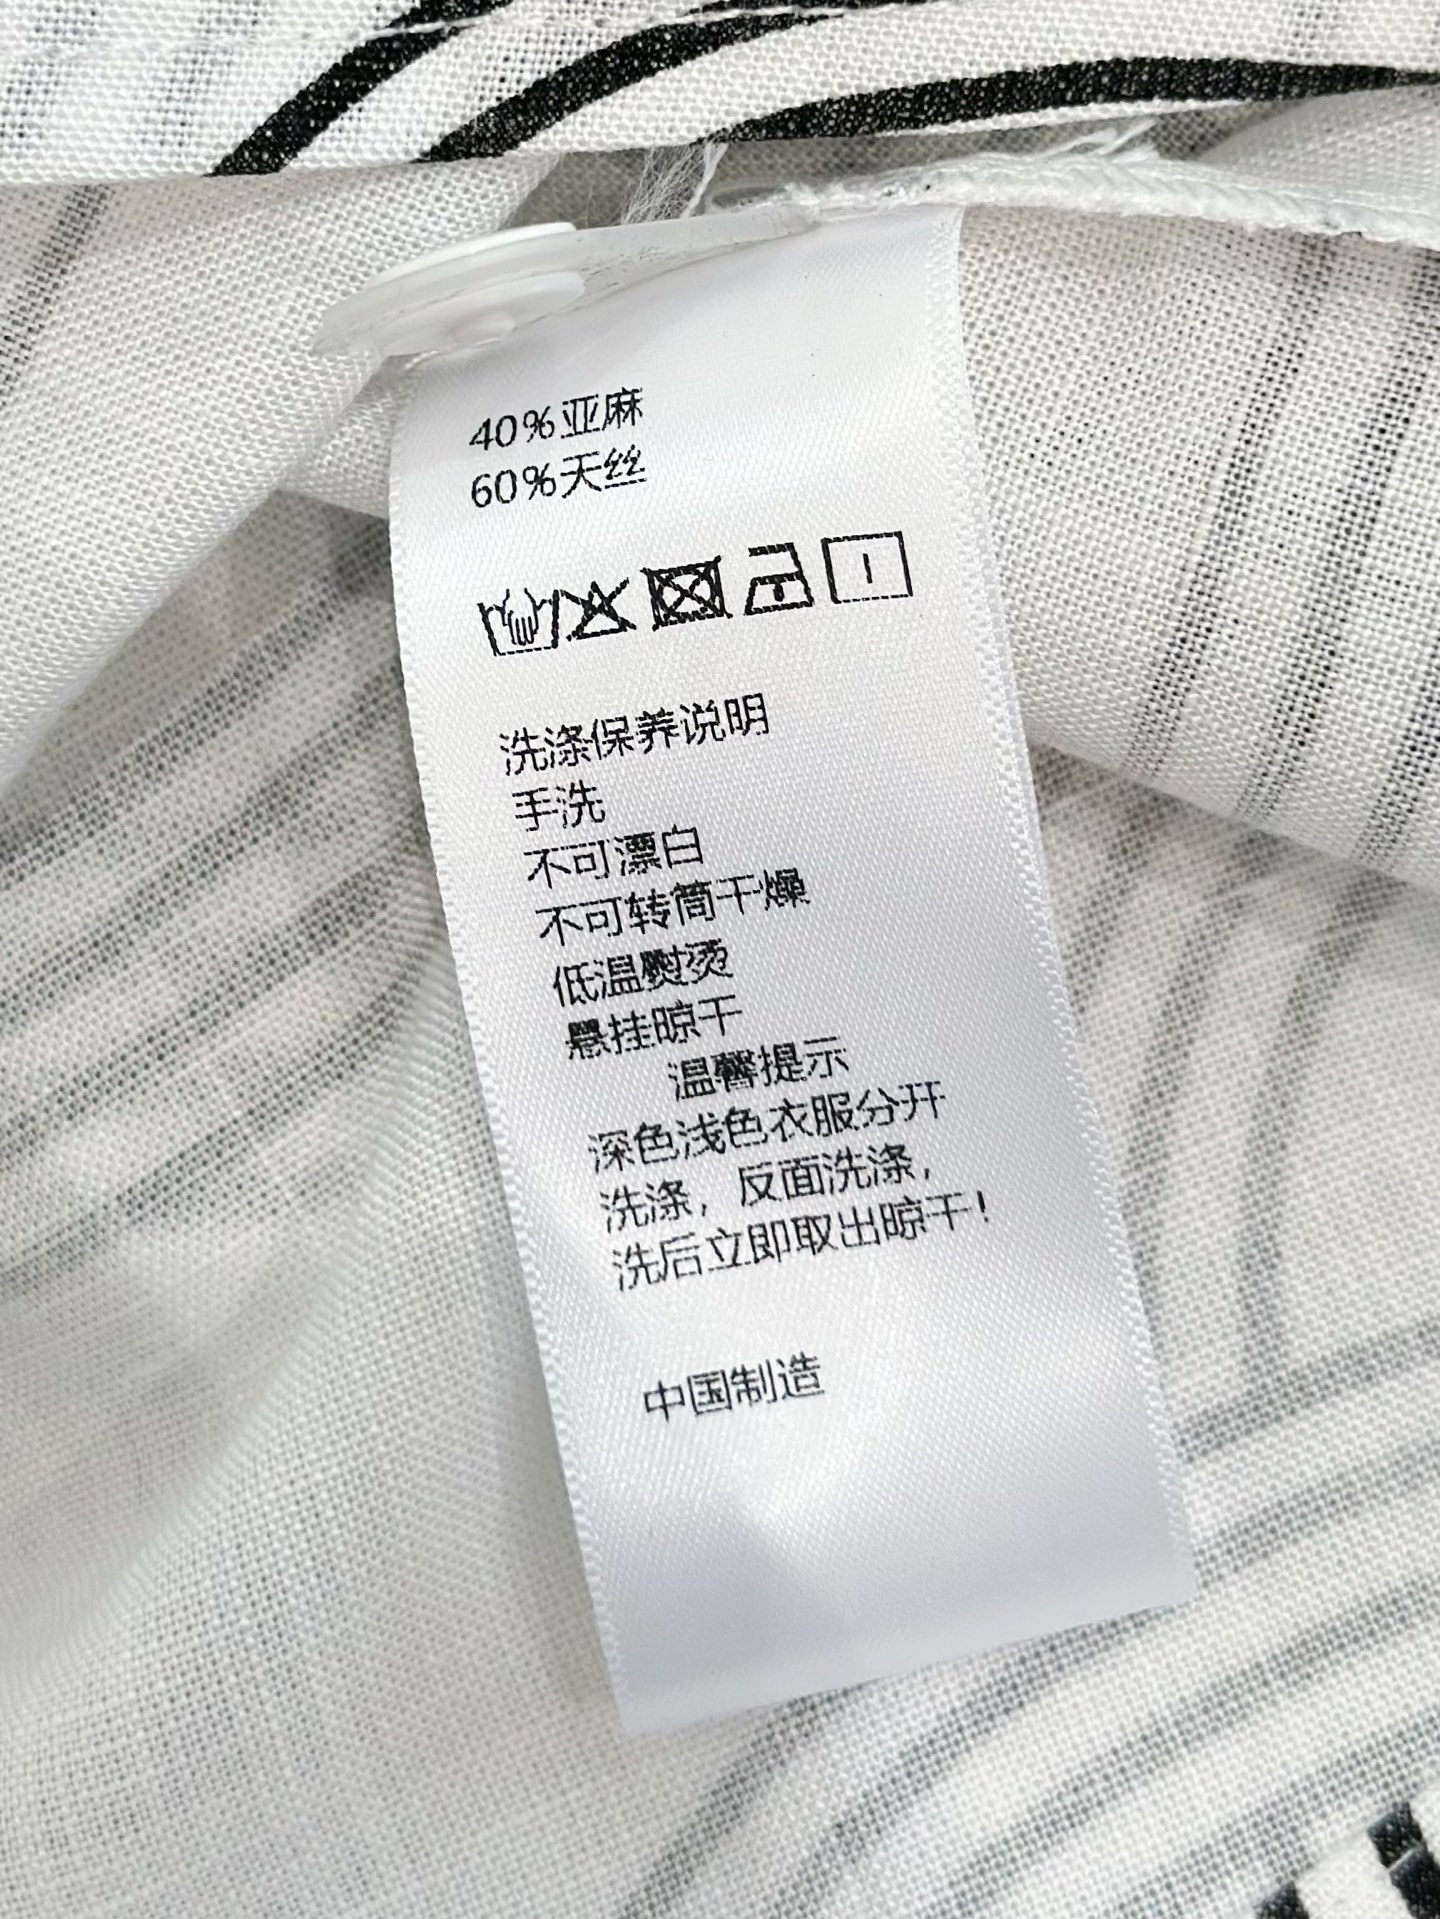 40%亚麻
60%天丝
洗涤保养说明
手洗
不可漂白
不可转筒干燥
低温熨烫
悬挂晾干
温馨提示
深色浅色衣服分开
洗涤，反面洗涤，
洗后立即取出晾干！
中国制造